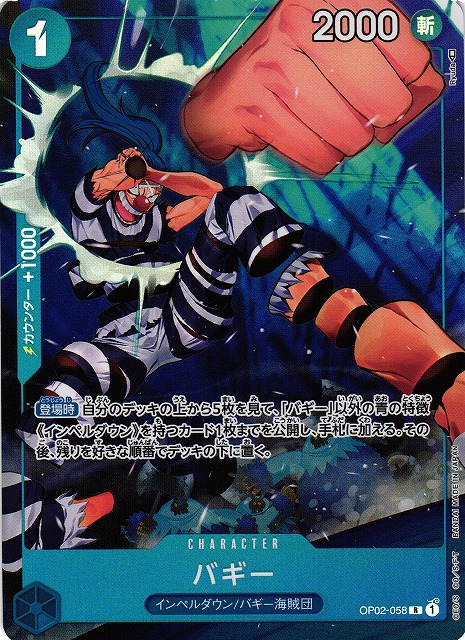 1
2000
斬
Ryuda
カウンター +1000
登場時 自分のデッキの上から5枚を見て、「バギー」以外の青の特徴
《インペルダウン》を持つカード1枚までを公開し、手札に加える。その
後、残りを好きな順番でデッキの下に置く。
CHARACTER
バギー
インペルダウン/バギー海賊団
OP02-058 R 1
BANDAI MADE IN JAPAN